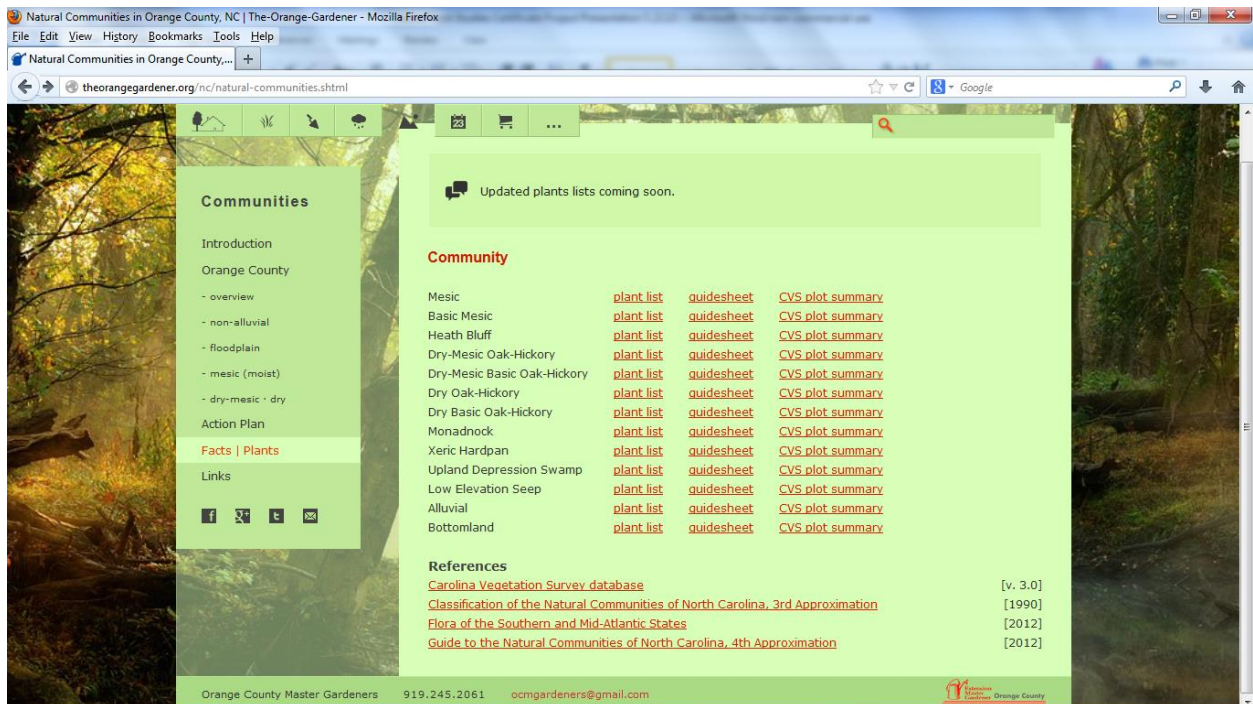 Natural Communities in Orange County, NC | The-Orange-Gardener - Mozilla Firefox
File Edit View History Bookmarks Tools Help
Natural Communities in Orange County,... +
theorangegardener.org/nc/natural-communities.shtml
Google
23
...
Communities
Introduction
Orange County
- overview
- non-alluvial
- floodplain
- mesic (moist)
- dry-mesic · dry
Action Plan
Facts | Plants
Links
Updated plants lists coming soon.
Community
Mesic plant list guidesheet CVS plot summary
Basic Mesic plant list guidesheet CVS plot summary
Heath Bluff plant list guidesheet CVS plot summary
Dry-Mesic Oak-Hickory plant list guidesheet CVS plot summary
Dry-Mesic Basic Oak-Hickory plant list guidesheet CVS plot summary
Dry Oak-Hickory plant list guidesheet CVS plot summary
Dry Basic Oak-Hickory plant list guidesheet CVS plot summary
Monadnock plant list guidesheet CVS plot summary
Xeric Hardpan plant list guidesheet CVS plot summary
Upland Depression Swamp plant list guidesheet CVS plot summary
Low Elevation Seep plant list guidesheet CVS plot summary
Alluvial plant list guidesheet CVS plot summary
Bottomland plant list guidesheet CVS plot summary
References
Carolina Vegetation Survey database [v. 3.0]
Classification of the Natural Communities of North Carolina, 3rd Approximation [1990]
Flora of the Southern and Mid-Atlantic States [2012]
Guide to the Natural Communities of North Carolina, 4th Approximation [2012]
Orange County Master Gardeners 919.245.2061 ocmgardeners@gmail.com
Extension
Master
Gardener Orange County